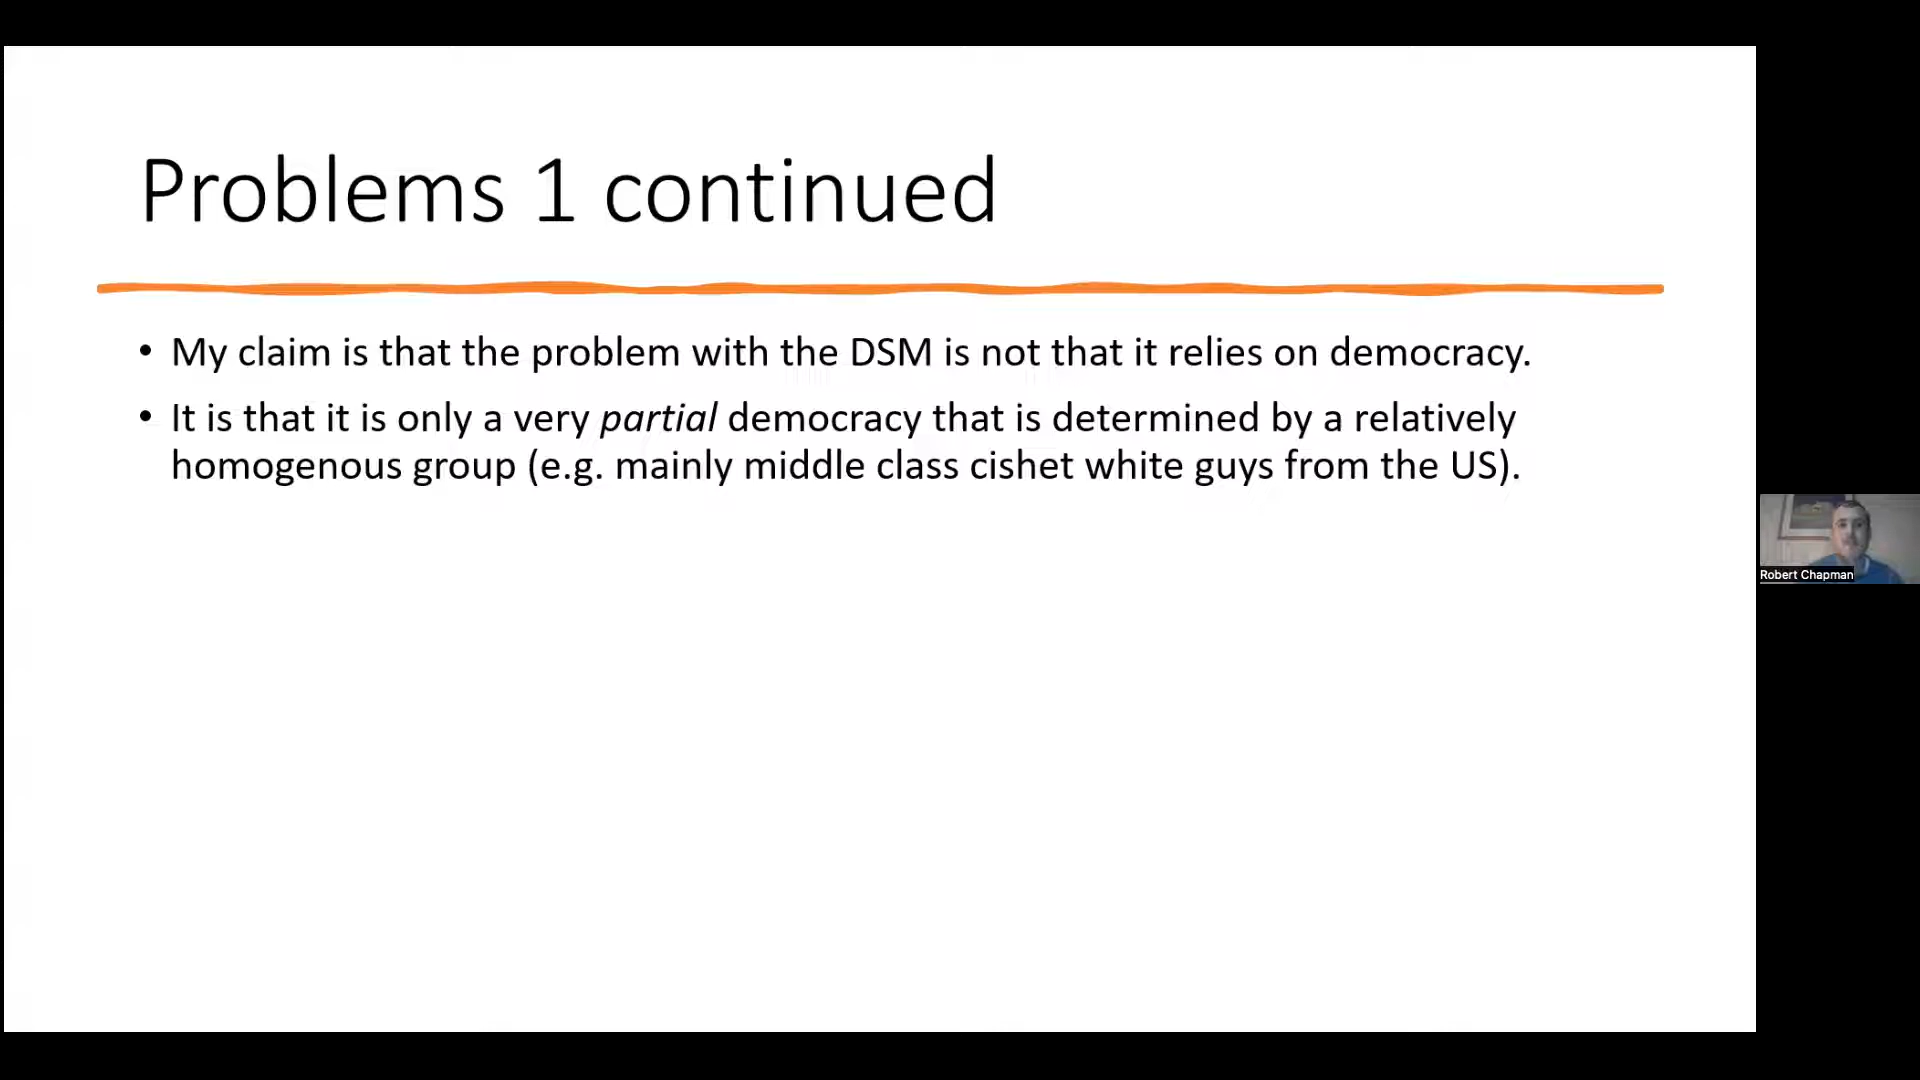 Problems 1 continued
• My claim is that the problem with the DSM is not that it relies on democracy.
• It is that it is only a very partial democracy that is determined by a relatively
homogenous group (e.g. mainly middle class cishet white guys from the US).
Robert Chapman